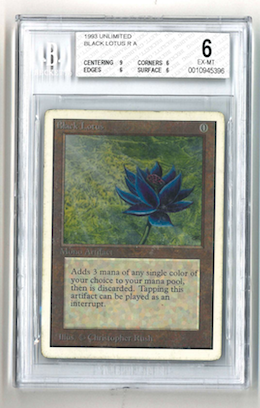 1993 UNLIMITED
BLACK LOTUS R A
CENTERING 9 CORNERS 6
EDGES 6 SURFACE 6
6
EX-MT
0010945396
B
Black Lotus
0
Mono Artifact
Adds 3 mana of any single color of
your choice to your mana pool,
then is discarded. Tapping this
artifact can be played as an
interrupt.
Illus. © Christopher Rush